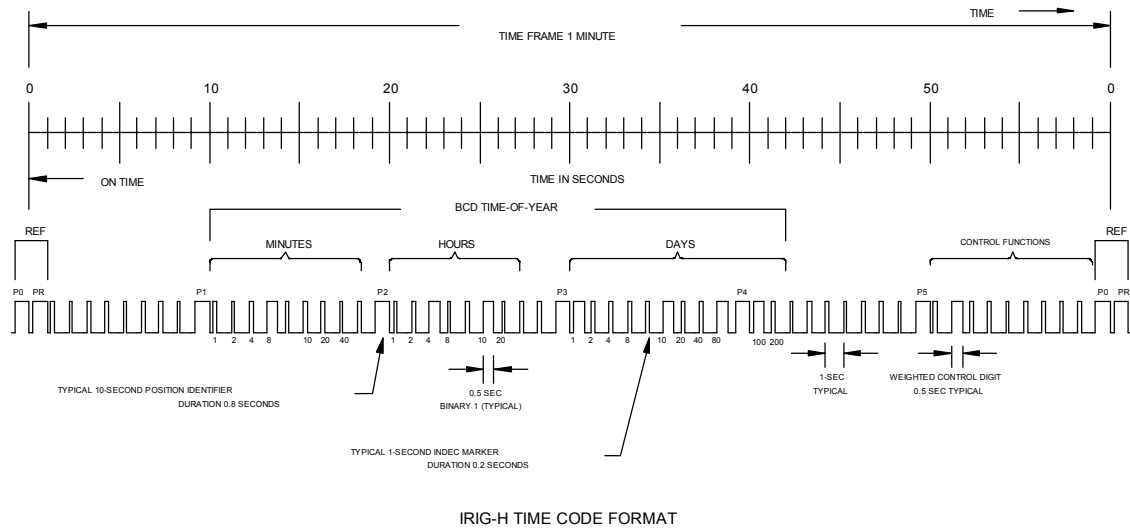 TIME
TIME FRAME 1 MINUTE
0 10 20 30 40 50 0
ON TIME TIME IN SECONDS
BCD TIME-OF-YEAR
REF MINUTES HOURS DAYS CONTROL FUNCTIONS REF
P0 PR P1 P2 P3 P4 P5 P0 PR
1 2 4 8 10 20 40 1 2 4 8 10 20 1 2 4 8 10 20 40 80 100 200
TYPICAL 10-SECOND POSITION IDENTIFIER
DURATION 0.8 SECONDS
0.5 SEC
BINARY 1 (TYPICAL)
1-SEC
TYPICAL
WEIGHTED CONTROL DIGIT
0.5 SEC TYPICAL
TYPICAL 1-SECOND INDEC MARKER
DURATION 0.2 SECONDS
IRIG-H TIME CODE FORMAT